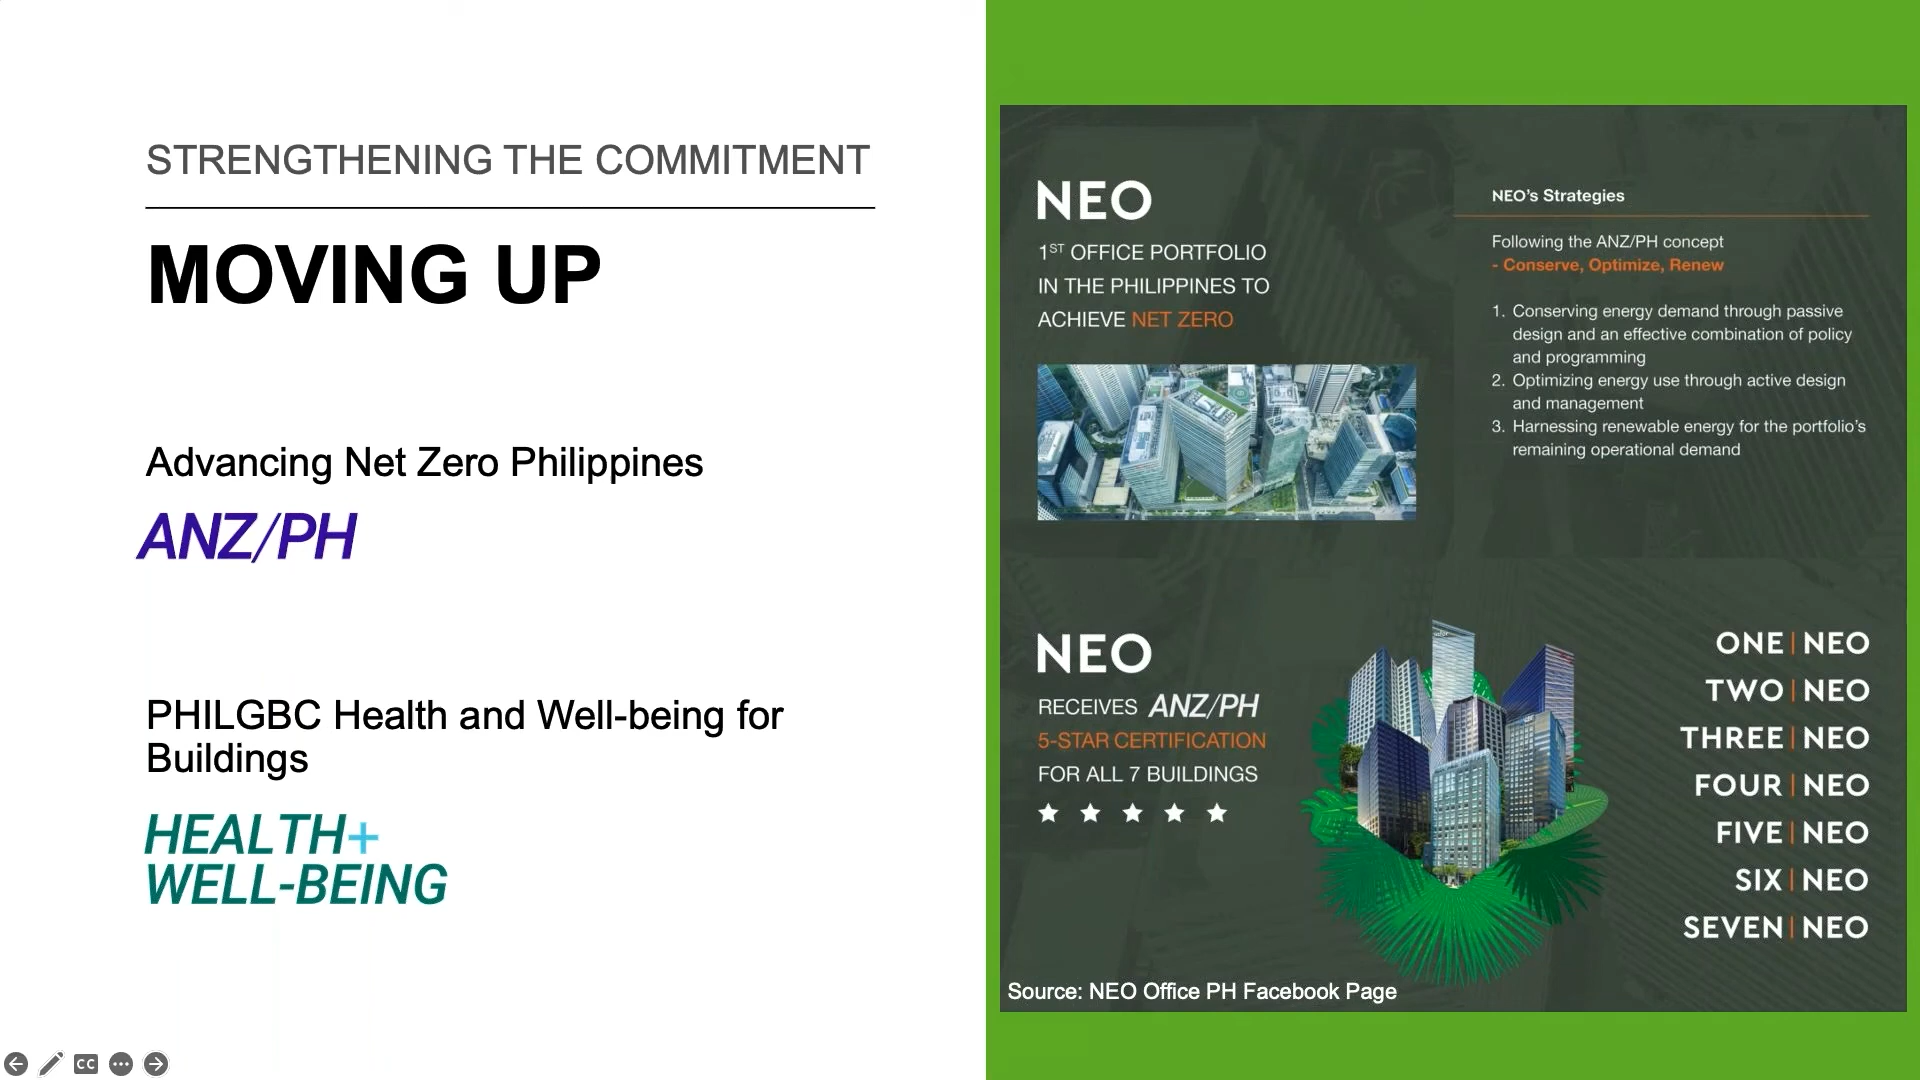 STRENGTHENING THE COMMITMENT
MOVING UP
Advancing Net Zero Philippines
ANZ/PH
PHILGBC Health and Well-being for
Buildings
HEALTH+
WELL-BEING
NEO
1ST OFFICE PORTFOLIO
IN THE PHILIPPINES TO
ACHIEVE NET ZERO
NEO's Strategies
Following the ANZ/PH concept
- Conserve, Optimize, Renew
1. Conserving energy demand through passive
design and an effective combination of policy
and programming
2. Optimizing energy use through active design
and management
3. Harnessing renewable energy for the portfolio's
remaining operational demand
NEO
RECEIVES ANZ/PH
5-STAR CERTIFICATION
FOR ALL 7 BUILDINGS
ONE | NEO
TWO | NEO
THREE | NEO
FOUR | NEO
FIVE | NEO
SIX | NEO
SEVEN | NEO
Source: NEO Office PH Facebook Page
CC